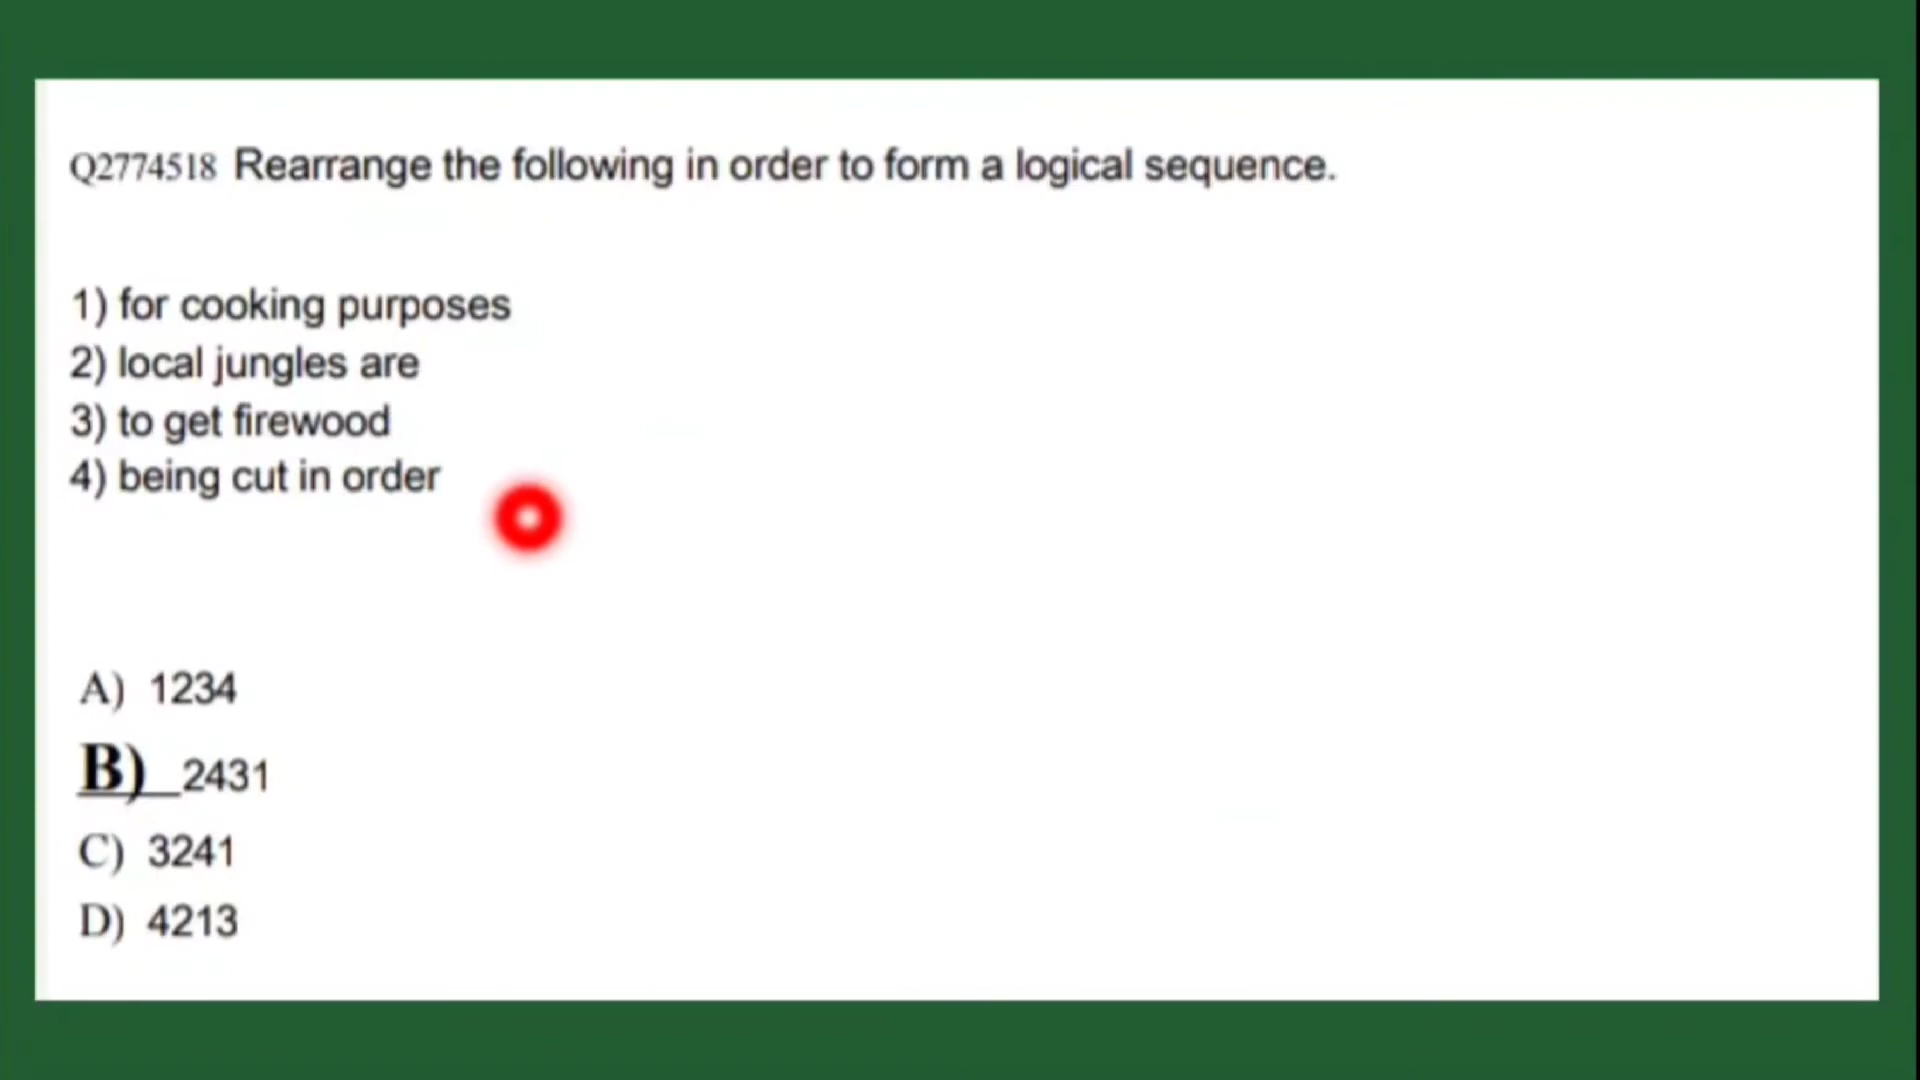 Q2774518 Rearrange the following in order to form a logical sequence.
1) for cooking purposes
2) local jungles are
3) to get firewood
4) being cut in order
A) 1234
B) 2431
C) 3241
D) 4213